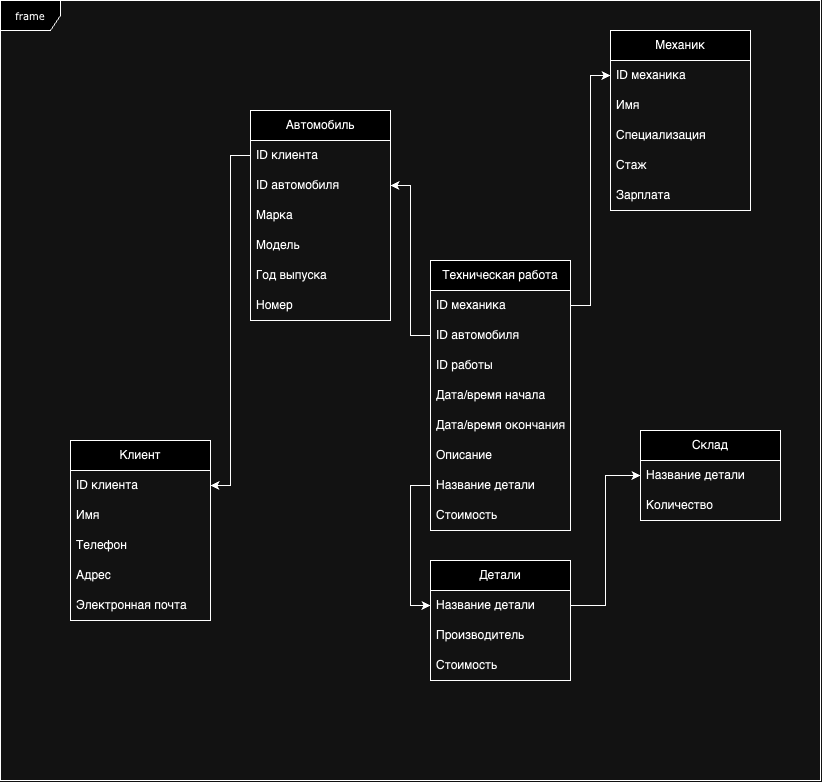 frame
Механик
ID механика
Имя
Специализация
Стаж
Зарплата
Автомобиль
ID клиента
ID автомобиля
Марка
Модель
Год выпуска
Номер
Техническая работа
ID механика
ID автомобиля
ID работы
Дата/время начала
Дата/время окончания
Описание
Название детали
Стоимость
Клиент
ID клиента
Имя
Телефон
Адрес
Электронная почта
Склад
Название детали
Количество
Детали
Название детали
Производитель
Стоимость